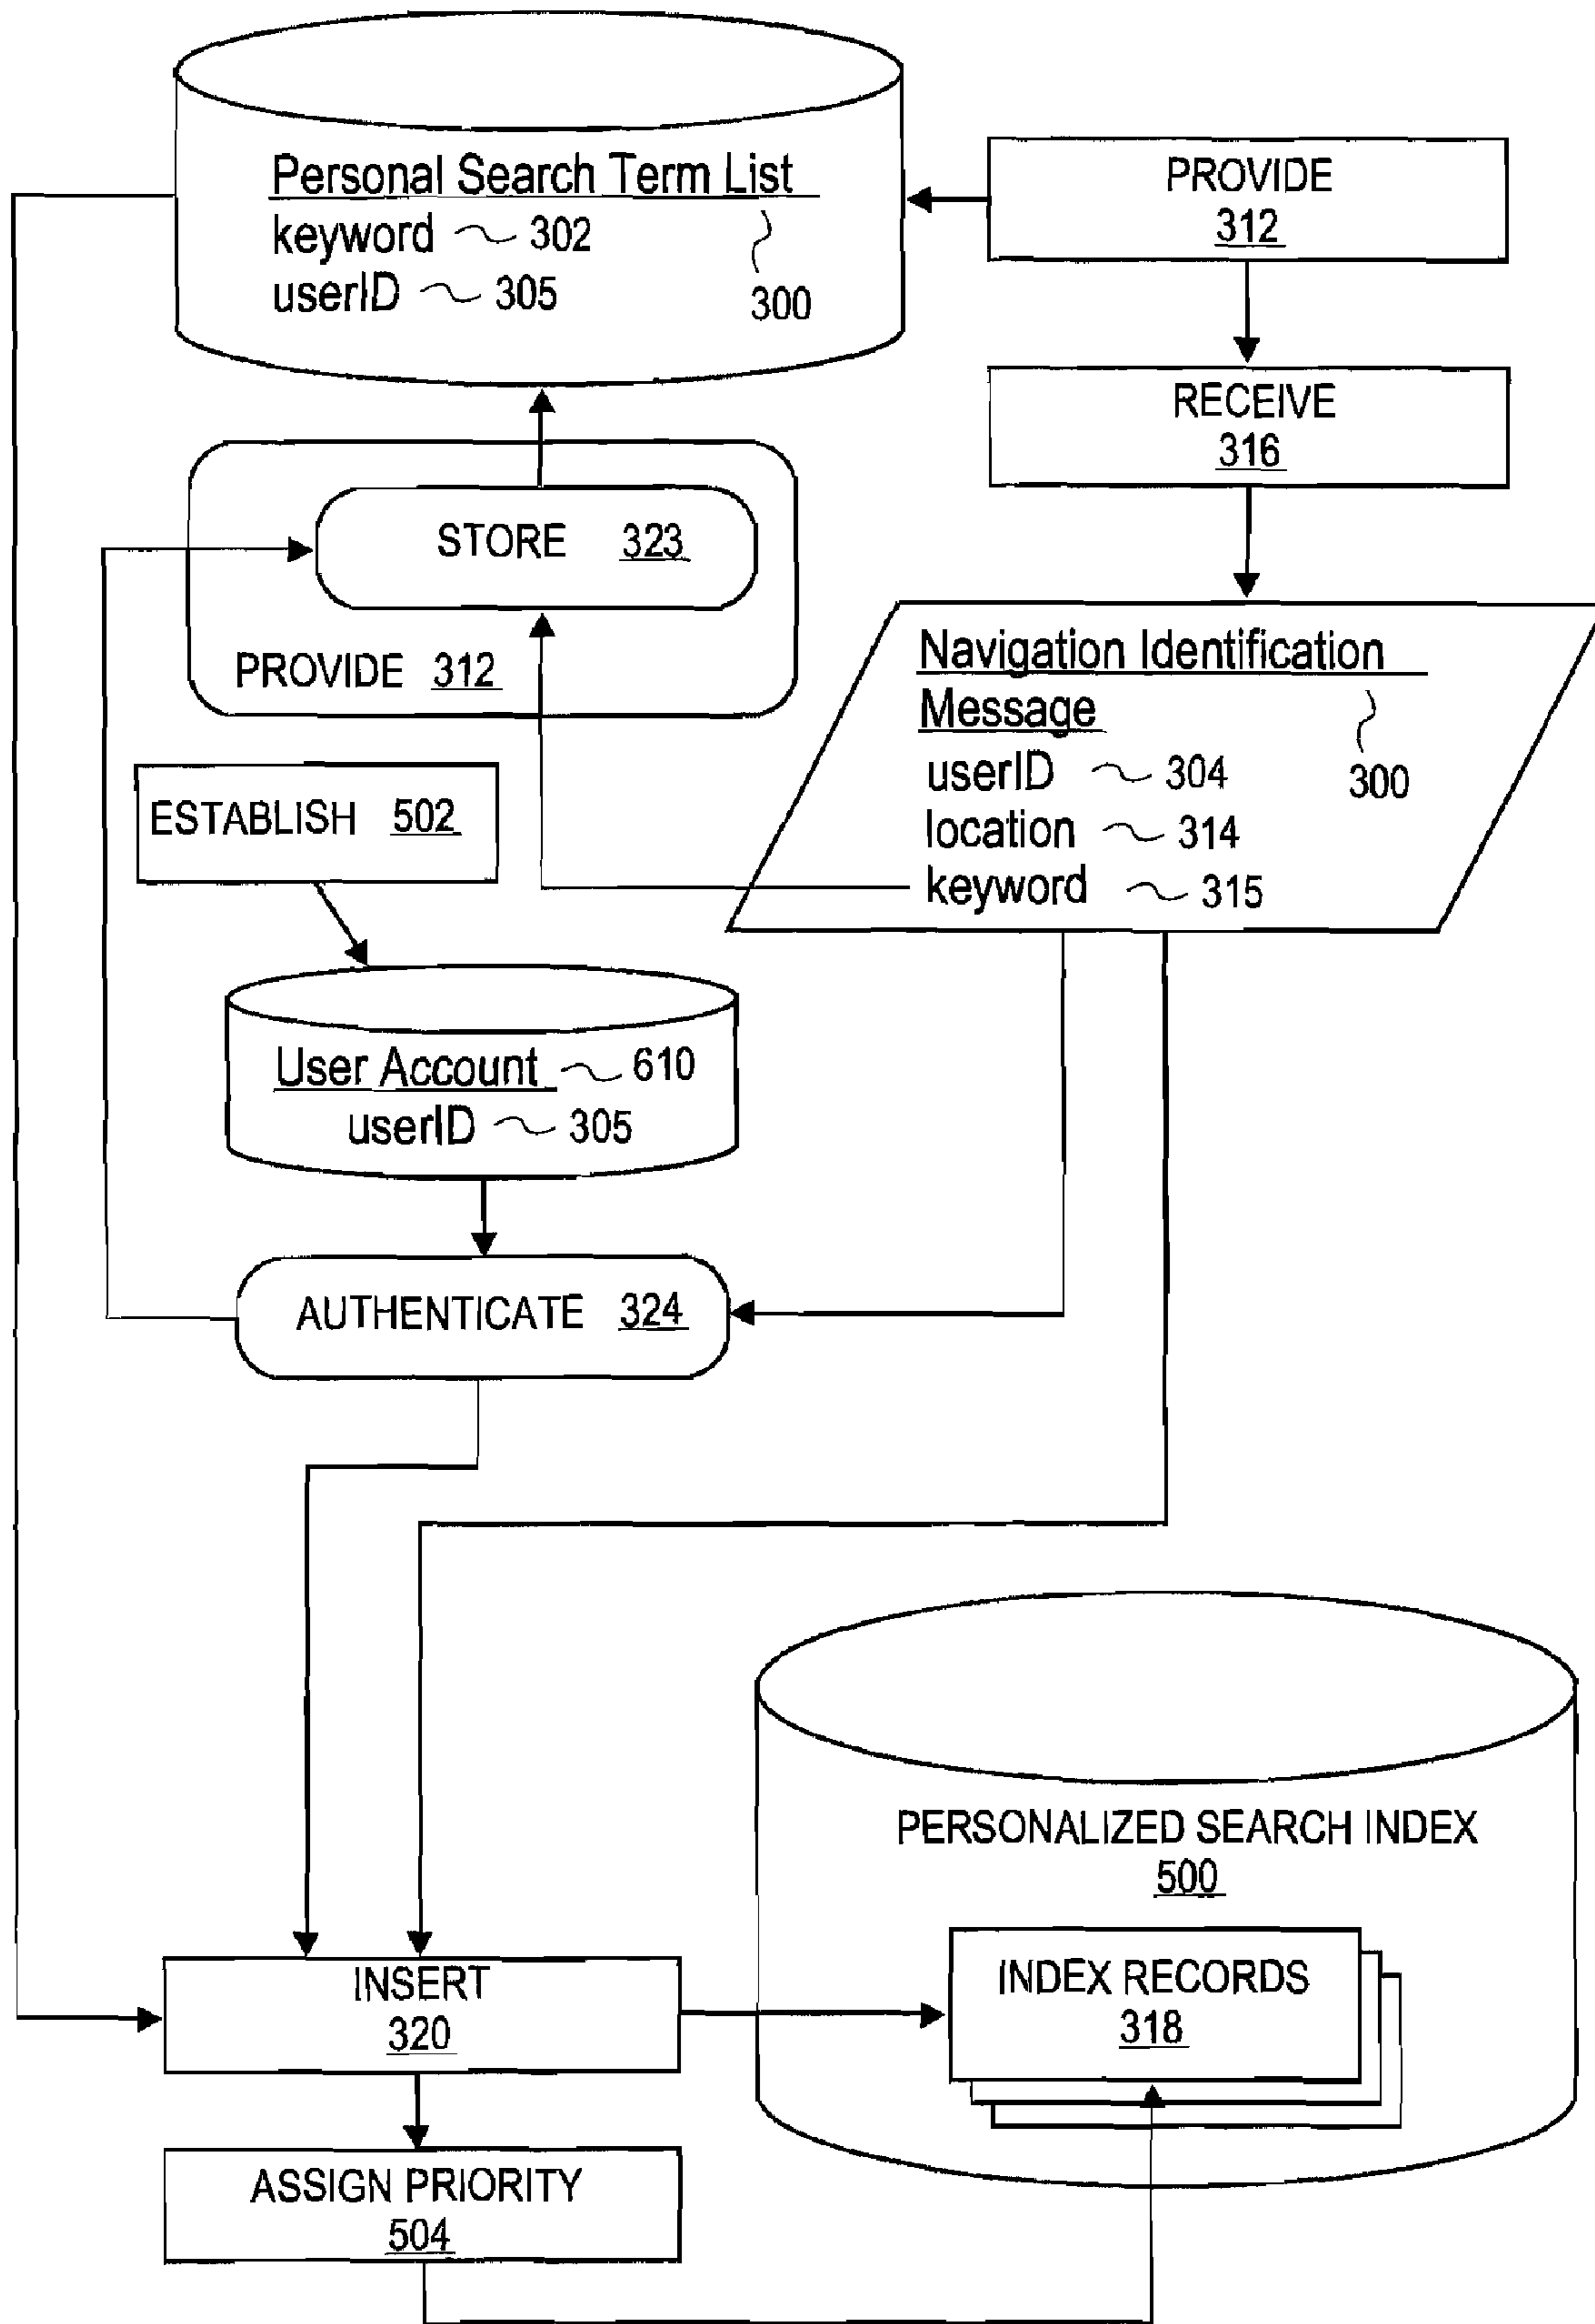 Personal Search Term List
keyword 302
userID 305
300
PROVIDE
312
RECEIVE
316
STORE 323
PROVIDE 312
Navigation Identification
Message
userID 304
location 314
keyword 315
300
ESTABLISH 502
User Account 610
userID 305
AUTHENTICATE 324
PERSONALIZED SEARCH INDEX
500
INDEX RECORDS
318
INSERT
320
ASSIGN PRIORITY
504